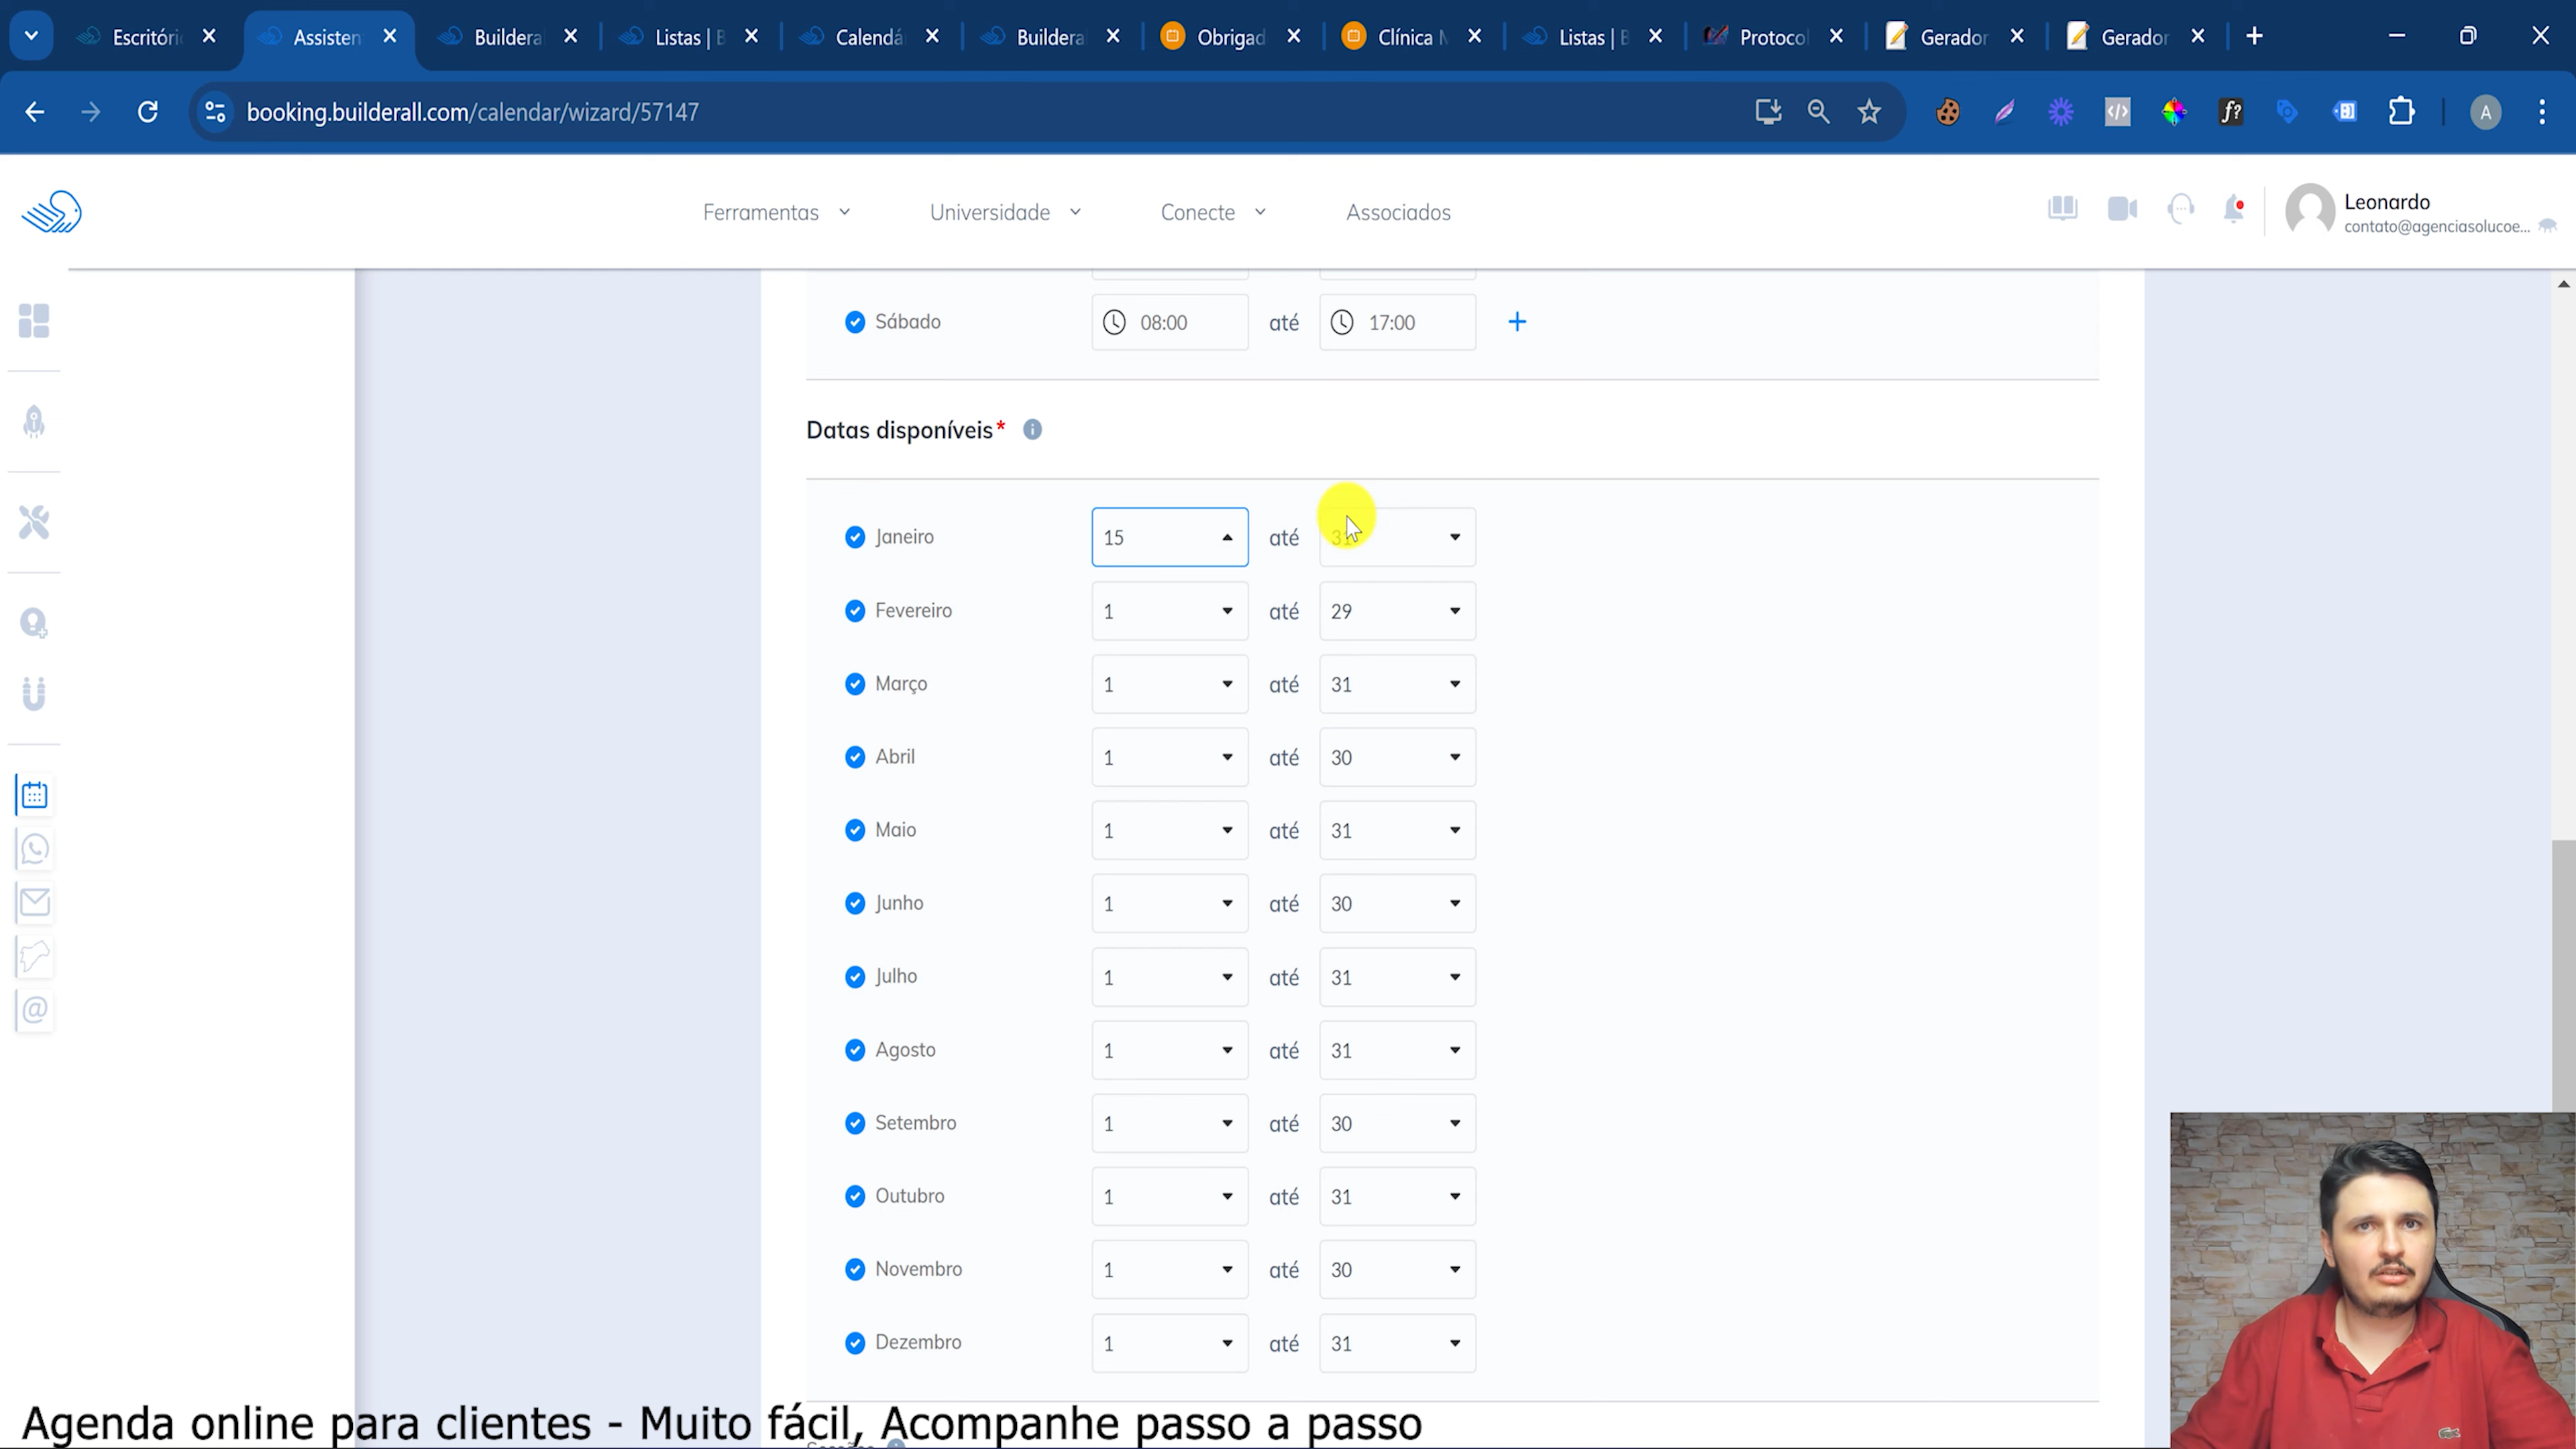 Escritóri
Assisten
Builderal
Listas | B
Calendá
Builderal
Obrigad
Clínica M
Listas | B
Protocol
Gerador
Gerador
booking.builderall.com/calendar/wizard/57147
A
Ferramentas
Universidade
Conecte
Associados
Leonardo
contato@agenciasolucoe...
Sábado 08:00 até 17:00
Datas disponíveis*
Janeiro 15 até 31
Fevereiro 1 até 29
Março 1 até 31
Abril 1 até 30
Maio 1 até 31
Junho 1 até 30
Julho 1 até 31
Agosto 1 até 31
Setembro 1 até 30
Outubro 1 até 31
Novembro 1 até 30
Dezembro 1 até 31
Agenda online para clientes - Muito fácil, Acompanhe passo a passo